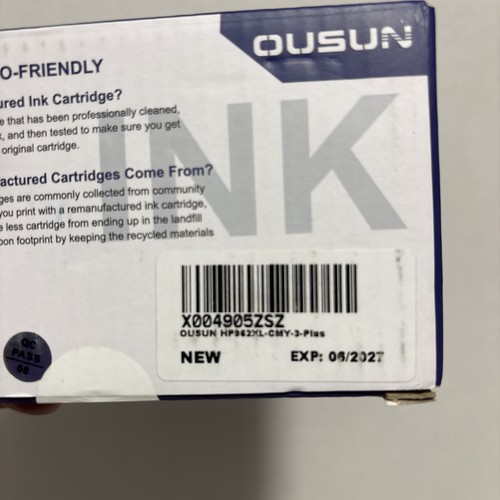 OUSUN
O-FRIENDLY
ured Ink Cartridge?
e that has been professionally cleaned,
, and then tested to make sure you get
original cartridge.
actured Cartridges Come From?
ges are commonly collected from community
you print with a remanufactured ink cartridge,
e less cartridge from ending up in the landfill
on footprint by keeping the recycled materials
INK
X004905ZSZ
OUSUN HP962XL-CMY-3-Plus
NEW EXP: 06/2027
QC
PASS
08